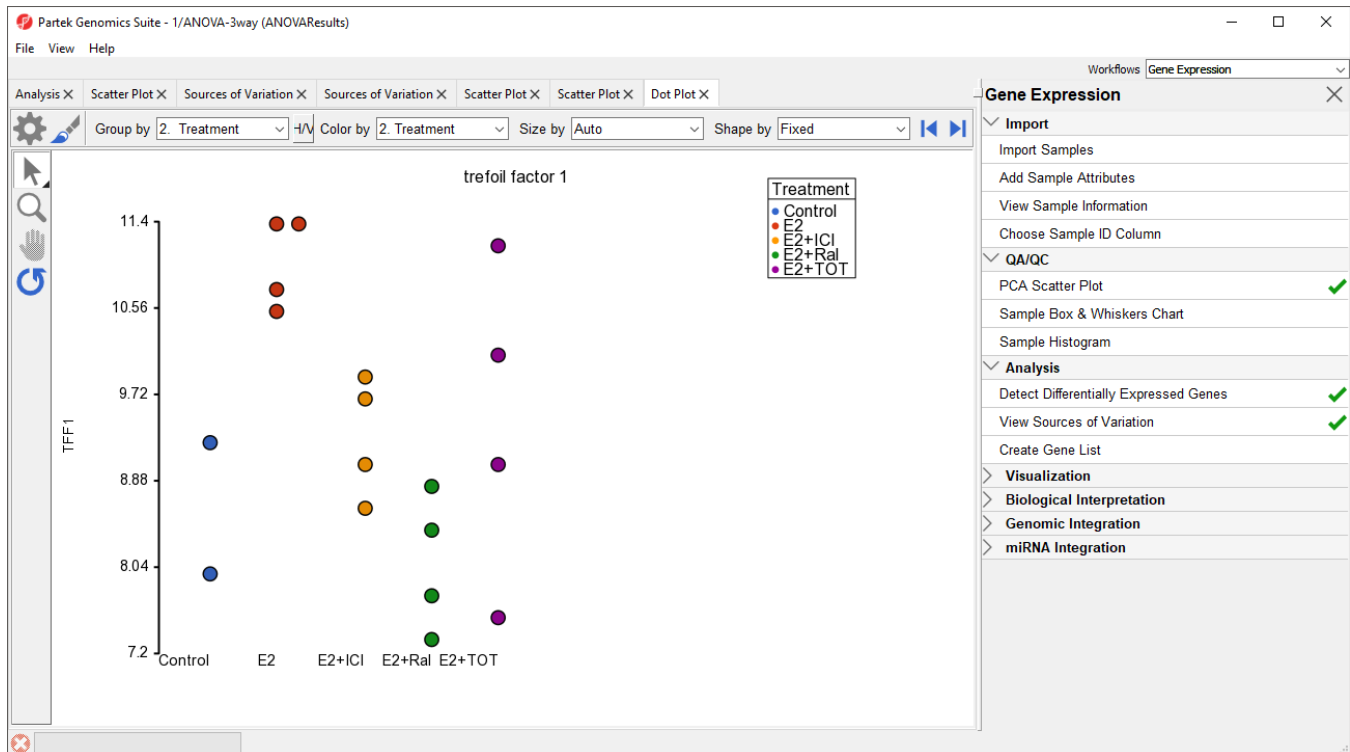 Partek Genomics Suite - 1/ANOVA-3way (ANOVAResults)
File View Help
Workflows Gene Expression
Analysis Scatter Plot Sources of Variation Sources of Variation Scatter Plot Scatter Plot Dot Plot
Group by 2. Treatment H/V Color by 2. Treatment Size by Auto Shape by Fixed
trefoil factor 1
Treatment
Control
E2
E2+ICI
E2+Ral
E2+TOT
11.4
10.56
9.72
8.88
8.04
7.2
TFF1
Control E2 E2+ICI E2+Ral E2+TOT
Gene Expression
Import
Import Samples
Add Sample Attributes
View Sample Information
Choose Sample ID Column
QA/QC
PCA Scatter Plot
Sample Box & Whiskers Chart
Sample Histogram
Analysis
Detect Differentially Expressed Genes
View Sources of Variation
Create Gene List
Visualization
Biological Interpretation
Genomic Integration
miRNA Integration